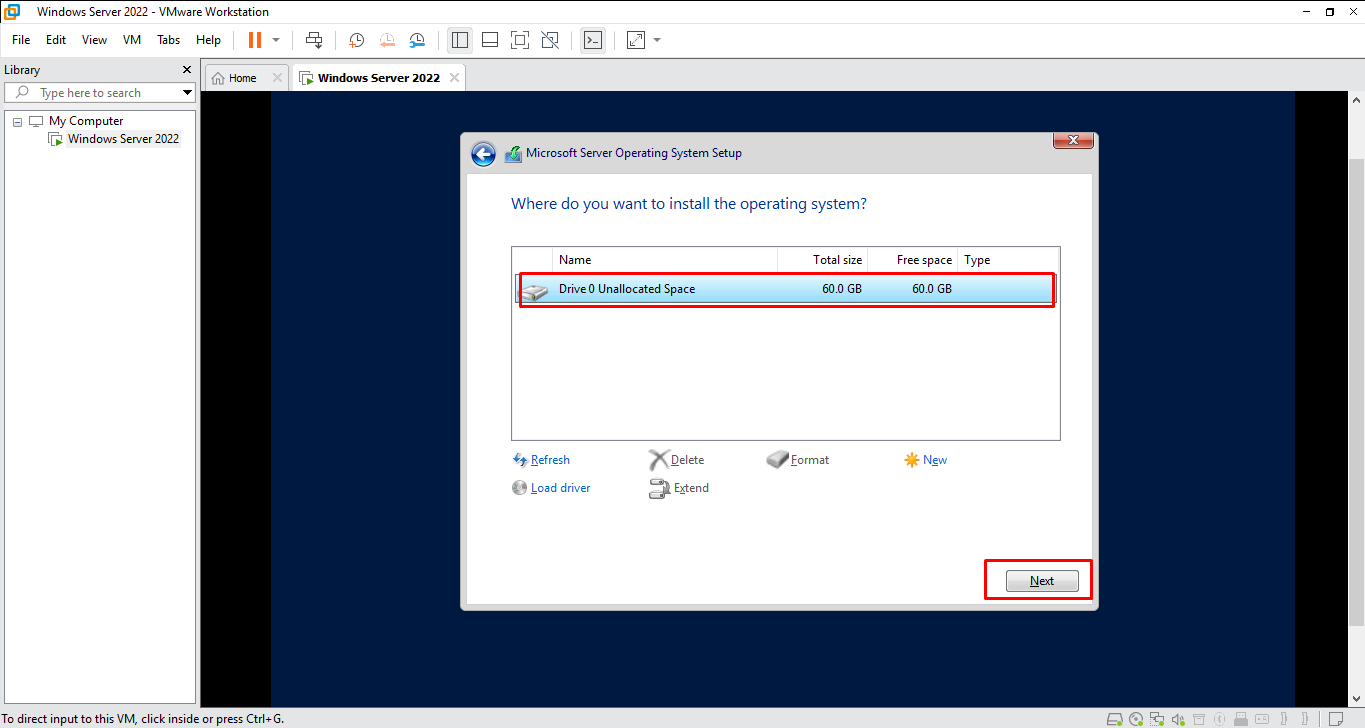 Windows Server 2022 - VMware Workstation
File Edit View VM Tabs Help
Library
Type here to search
My Computer
Windows Server 2022
Home
Windows Server 2022
Microsoft Server Operating System Setup
Where do you want to install the operating system?
Name Total size Free space Type
Drive 0 Unallocated Space 60.0 GB 60.0 GB
Refresh Delete Format New
Load driver Extend
Next
To direct input to this VM, click inside or press Ctrl+G.